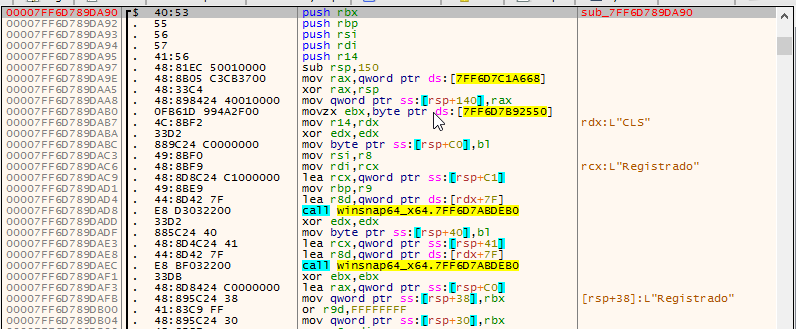 00007FF6D789DA90 $ 40:53 push rbx sub_7FF6D789DA90
00007FF6D789DA92 . 55 push rbp
00007FF6D789DA93 . 56 push rsi
00007FF6D789DA94 . 57 push rdi
00007FF6D789DA95 . 41:56 push r14
00007FF6D789DA97 . 48:81EC 50010000 sub rsp,150
00007FF6D789DA9E . 48:8B05 C3CB3700 mov rax,qword ptr ds:[7FF6D7C1A668]
00007FF6D789DAA5 . 48:33C4 xor rax,rsp
00007FF6D789DAA8 . 48:898424 40010000 mov qword ptr ss:[rsp+140],rax
00007FF6D789DAB0 . 0FB61D 994A2F00 movzx ebx,byte ptr ds:[7FF6D7B92550]
00007FF6D789DAB7 . 4C:8BF2 mov r14,rdx rdx:L"CLS"
00007FF6D789DABA . 33D2 xor edx,edx
00007FF6D789DABC . 889C24 C0000000 mov byte ptr ss:[rsp+C0],bl
00007FF6D789DAC3 . 49:8BF0 mov rsi,r8
00007FF6D789DAC6 . 48:8BF9 mov rdi,rcx rcx:L"Registrado"
00007FF6D789DAC9 . 48:8D8C24 C1000000 lea rcx,qword ptr ss:[rsp+C1]
00007FF6D789DAD1 . 49:8BE9 mov rbp,r9
00007FF6D789DAD4 . 44:8D42 7F lea r8d,qword ptr ds:[rdx+7F]
00007FF6D789DAD8 . E8 D3032200 call winsnap64_x64.7FF6D7ABDEB0
00007FF6D789DADD . 33D2 xor edx,edx
00007FF6D789DADF . 885C24 40 mov byte ptr ss:[rsp+40],bl
00007FF6D789DAE3 . 48:8D4C24 41 lea rcx,qword ptr ss:[rsp+41]
00007FF6D789DAE8 . 44:8D42 7F lea r8d,qword ptr ds:[rdx+7F]
00007FF6D789DAEC . E8 BF032200 call winsnap64_x64.7FF6D7ABDEB0
00007FF6D789DAF1 . 33DB xor ebx,ebx
00007FF6D789DAF3 . 48:8D8424 C0000000 lea rax,qword ptr ss:[rsp+C0]
00007FF6D789DAFB . 48:895C24 38 mov qword ptr ss:[rsp+38],rbx [rsp+38]:L"Registrado"
00007FF6D789DB00 . 41:83C9 FF or r9d,FFFFFFFF
00007FF6D789DB04 . 48:895C24 30 mov qword ptr ss:[rsp+30],rbx